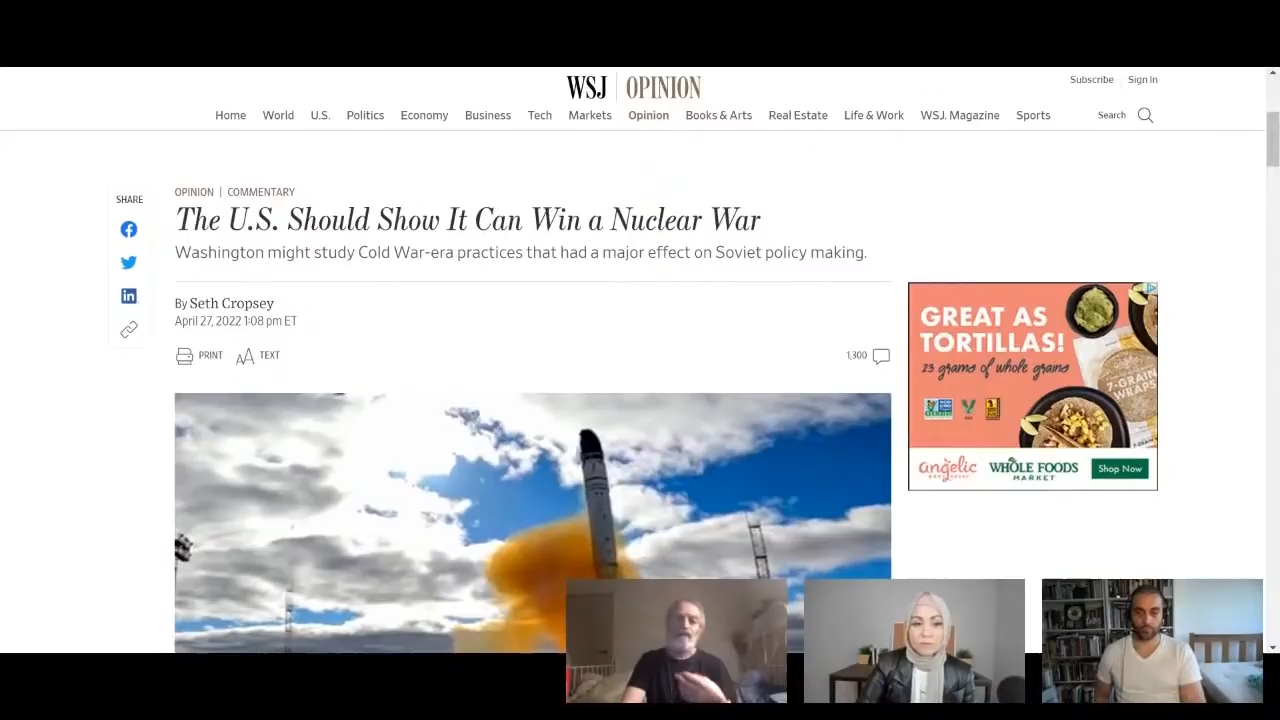 WSJ OPINION
Subscribe Sign In
Home World U.S. Politics Economy Business Tech Markets Opinion Books & Arts Real Estate Life & Work WSJ. Magazine Sports Search
OPINION | COMMENTARY
SHARE
The U.S. Should Show It Can Win a Nuclear War
Washington might study Cold War-era practices that had a major effect on Soviet policy making.
By Seth Cropsey
April 27, 2022 1:08 pm ET
PRINT AA TEXT
1,300
GREAT AS
TORTILLAS!
23 grams of whole grains
angelic
WHOLE FOODS
MARKET
Shop Now
7-GRAIN
WRAPS